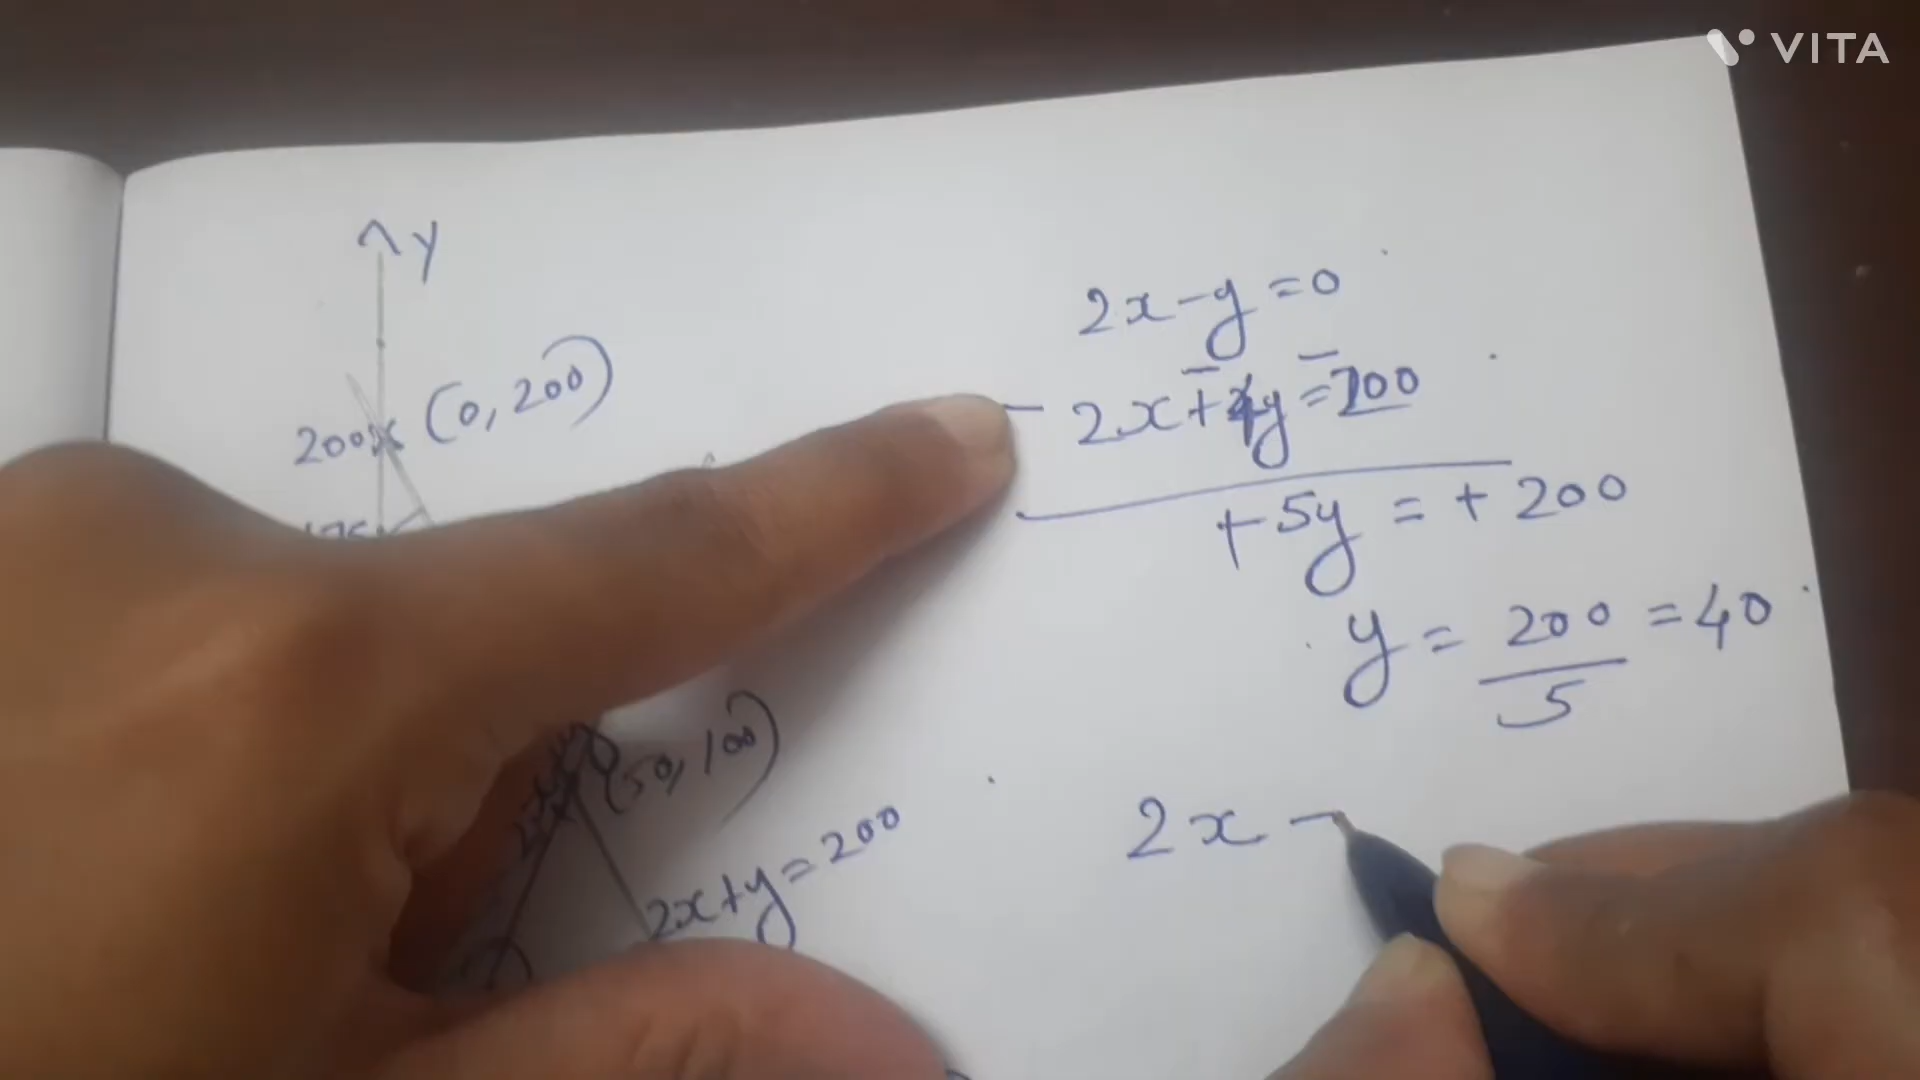 VITA
y
(0, 200)
200
2x - y = 0
- 2x + 4y = 200
+ 5y = + 200
y = 200/5 = 40
(50, 100)
2x + y = 200
2x -